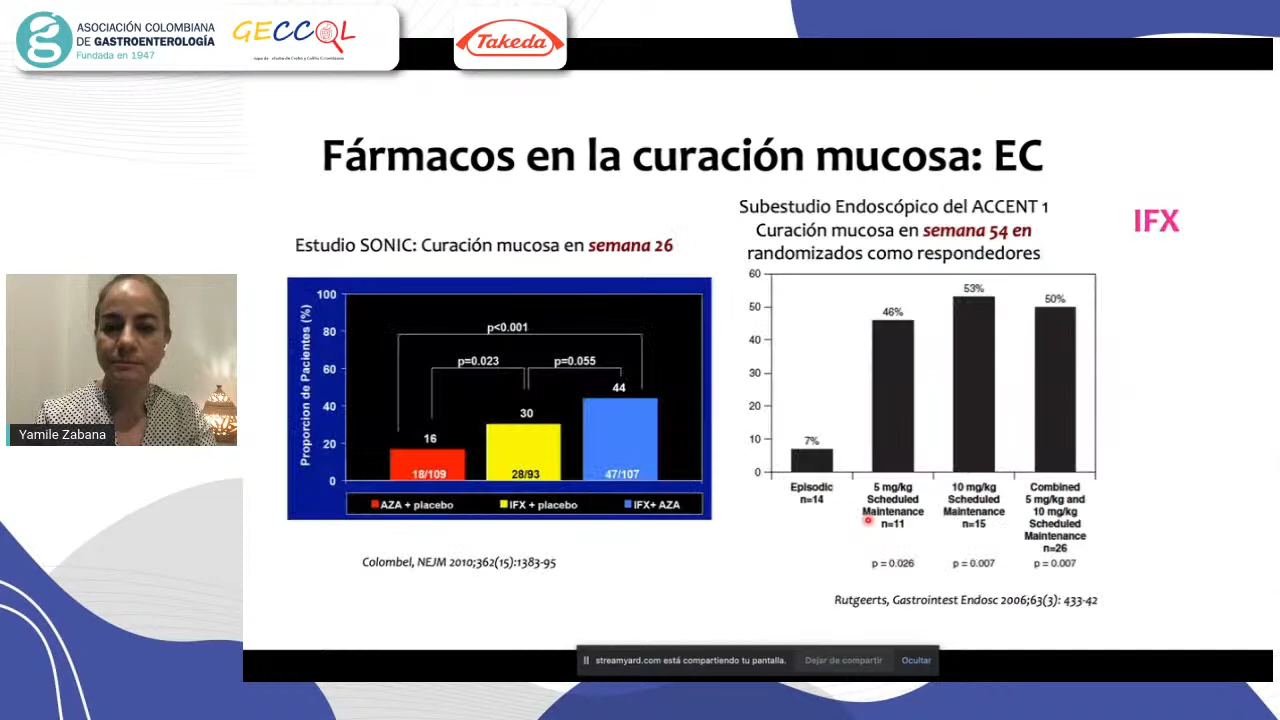 ASOCIACIÓN COLOMBIANA
DE GASTROENTEROLOGÍA
Fundada en 1947
GECCOL
Takeda
Fármacos en la curación mucosa: EC
Estudio SONIC: Curación mucosa en semana 26
Proporcion de Pacientes (%)
100
80
60
40
20
0
p<0.001
p=0.023
p=0.055
16
30
44
18/109
28/93
47/107
AZA + placebo
IFX + placebo
IFX+ AZA
Colombel, NEJM 2010;362(15):1383-95
Subestudio Endoscópico del ACCENT 1
Curación mucosa en semana 54 en
randomizados como respondedores
IFX
60
50
40
30
20
10
0
7%
46%
53%
50%
Episodic
n=14
5 mg/kg
Scheduled
Maintenance
n=11
10 mg/kg
Scheduled
Maintenance
n=15
Combined
5 mg/kg and
10 mg/kg
Scheduled
Maintenance
n=26
p = 0.026
p = 0.007
p = 0.007
Rutgeerts, Gastrointest Endosc 2006;63(3): 433-42
Yamile Zabana
streamyard.com está compartiendo tu pantalla.
Dejar de compartir
Ocultar